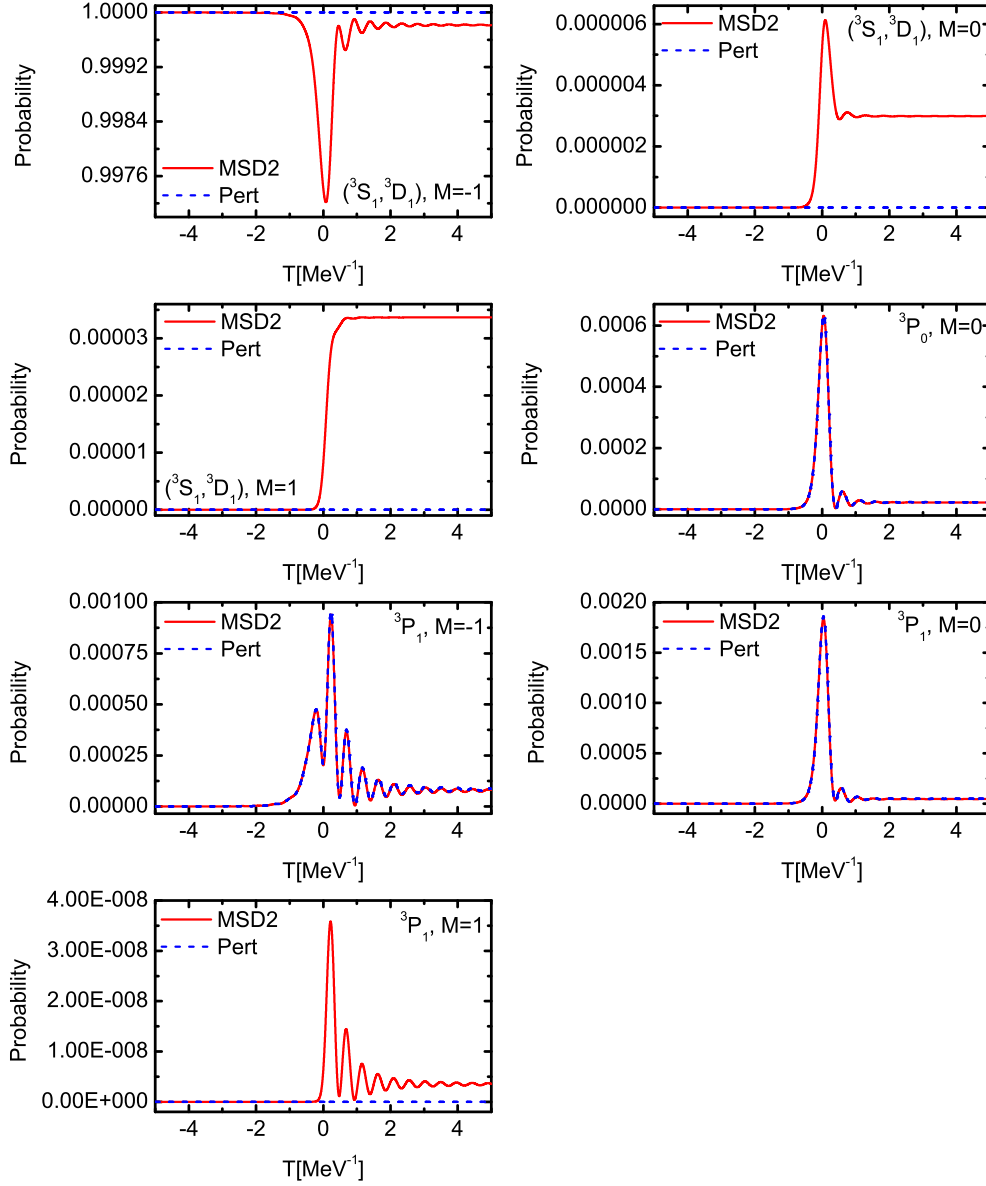 1.0000
0.9992
0.9984
0.9976
Probability
MSD2
Pert
(³S₁,³D₁), M=-1
-4 -2 0 2 4
T[MeV⁻¹]
0.000006
0.000004
0.000002
0.000000
Probability
MSD2
Pert
(³S₁,³D₁), M=0
-4 -2 0 2 4
T[MeV⁻¹]
0.00003
0.00002
0.00001
0.00000
Probability
MSD2
Pert
(³S₁,³D₁), M=1
-4 -2 0 2 4
T[MeV⁻¹]
0.0006
0.0004
0.0002
0.0000
Probability
MSD2
Pert
³P₀, M=0
-4 -2 0 2 4
T[MeV⁻¹]
0.00100
0.00075
0.00050
0.00025
0.00000
Probability
MSD2
Pert
³P₁, M=-1
-4 -2 0 2 4
T[MeV⁻¹]
0.0020
0.0015
0.0010
0.0005
0.0000
Probability
MSD2
Pert
³P₁, M=0
-4 -2 0 2 4
T[MeV⁻¹]
4.00E-008
3.00E-008
2.00E-008
1.00E-008
0.00E+000
Probability
MSD2
Pert
³P₁, M=1
-4 -2 0 2 4
T[MeV⁻¹]